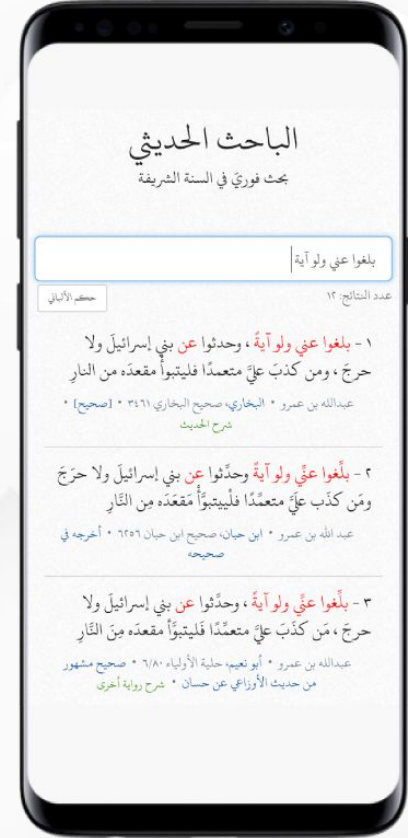 الباحث الحديثي
بحث فوريّ في السنة الشريفة
بلغوا عني ولو آية
عدد النتائج: ١٢
حكم الألباني
١ - بلغوا عني ولو آيةً ، وحدثوا عن بني إسرائيلَ ولا
حرجَ ، ومن كذبَ عليَّ متعمدًا فليتبوأْ مقعدَه من النارِ
عبدالله بن عمرو • البخاري، صحيح البخاري ٣٤٦١ • [صحيح] •
شرح الحديث
٢ - بلِّغوا عنِّي ولو آيةً وحدِّثوا عن بني إسرائيلَ ولا حرَجَ
ومَن كذَب علَيَّ متعمِّدًا فلْييتبوَّأْ مَقعَدَه مِن النَّارِ
عبد الله بن عمرو • ابن حبان، صحيح ابن حبان ٦٢٥٦ • أخرجه في
صحيحه
٣ - بلِّغوا عنِّي ولو آيةً ، وحدِّثوا عن بني إسرائيلَ ولا
حرجَ ، مَن كذَبَ عليَّ متعمِّدًا فَليتبوَّأ مقعدَه مِنَ النَّارِ
عبدالله بن عمرو • أبو نعيم، حلية الأولياء ٦/٨٠ • صحيح مشهور
من حديث الأوزاعي عن حسان • شرح رواية أخرى